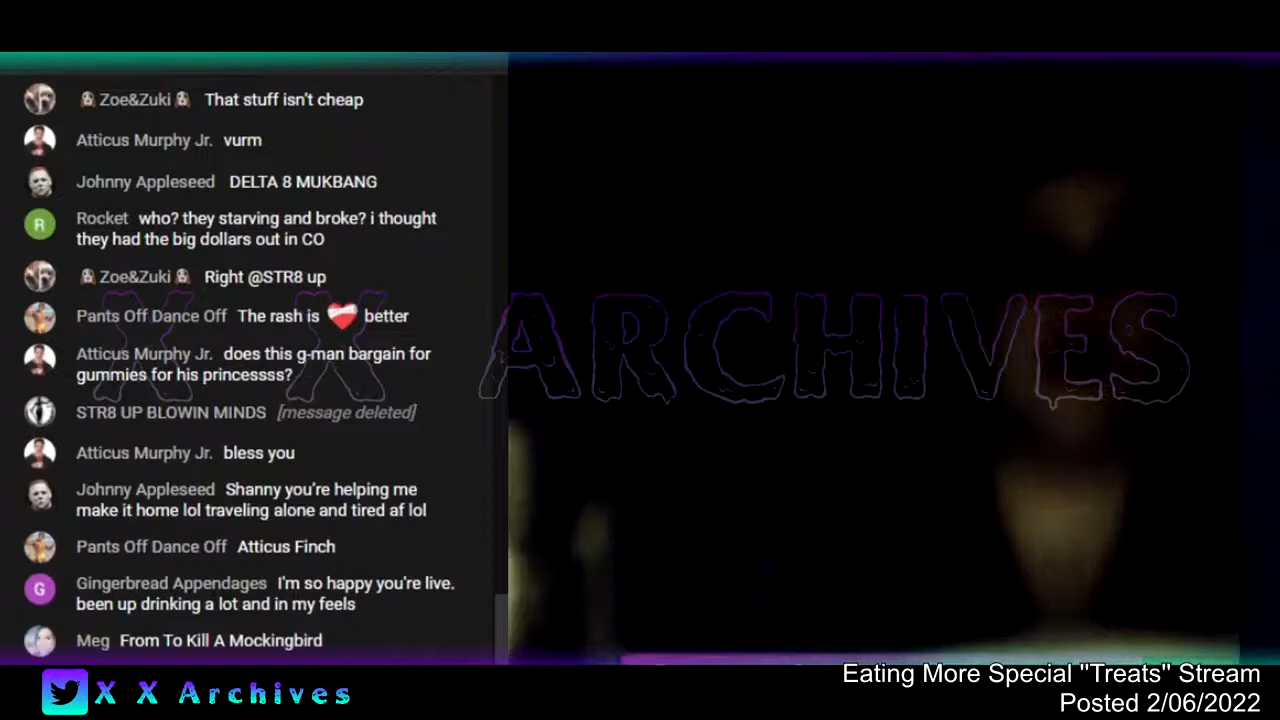 Zoe&Zuki That stuff isn't cheap
Atticus Murphy Jr. vurm
Johnny Appleseed DELTA 8 MUKBANG
Rocket who? they starving and broke? i thought
they had the big dollars out in CO
Zoe&Zuki Right @STR8 up
Pants Off Dance Off The rash is ❤️‍🩹 better
X X ARCHIVES
Atticus Murphy Jr. does this g-man bargain for
gummies for his princessss?
STR8 UP BLOWIN MINDS [message deleted]
Atticus Murphy Jr. bless you
Johnny Appleseed Shanny you're helping me
make it home lol traveling alone and tired af lol
Pants Off Dance Off Atticus Finch
G
Gingerbread Appendages I'm so happy you're live.
been up drinking a lot and in my feels
Meg From To Kill A Mockingbird
X X Archives
Eating More Special "Treats" Stream
Posted 2/06/2022